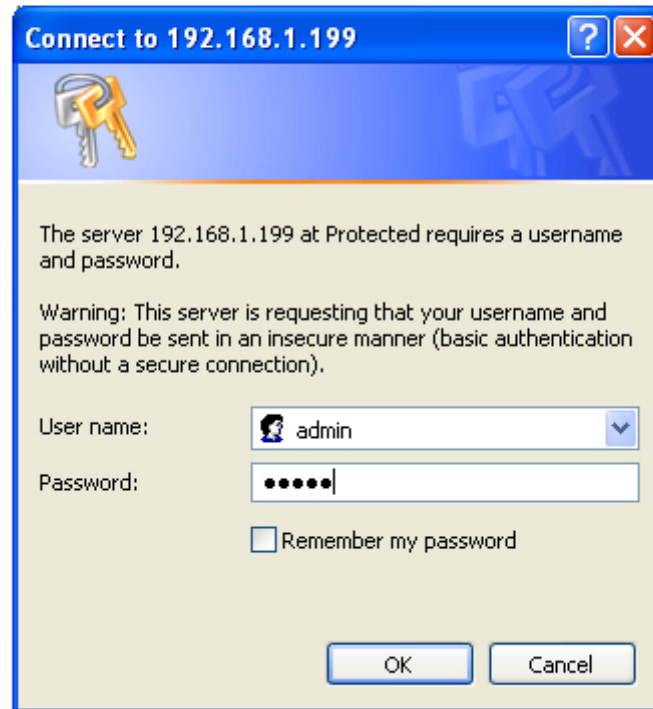 Connect to 192.168.1.199
The server 192.168.1.199 at Protected requires a username
and password.
Warning: This server is requesting that your username and
password be sent in an insecure manner (basic authentication
without a secure connection).
User name:
admin
Password:
●●●●●
Remember my password
OK
Cancel